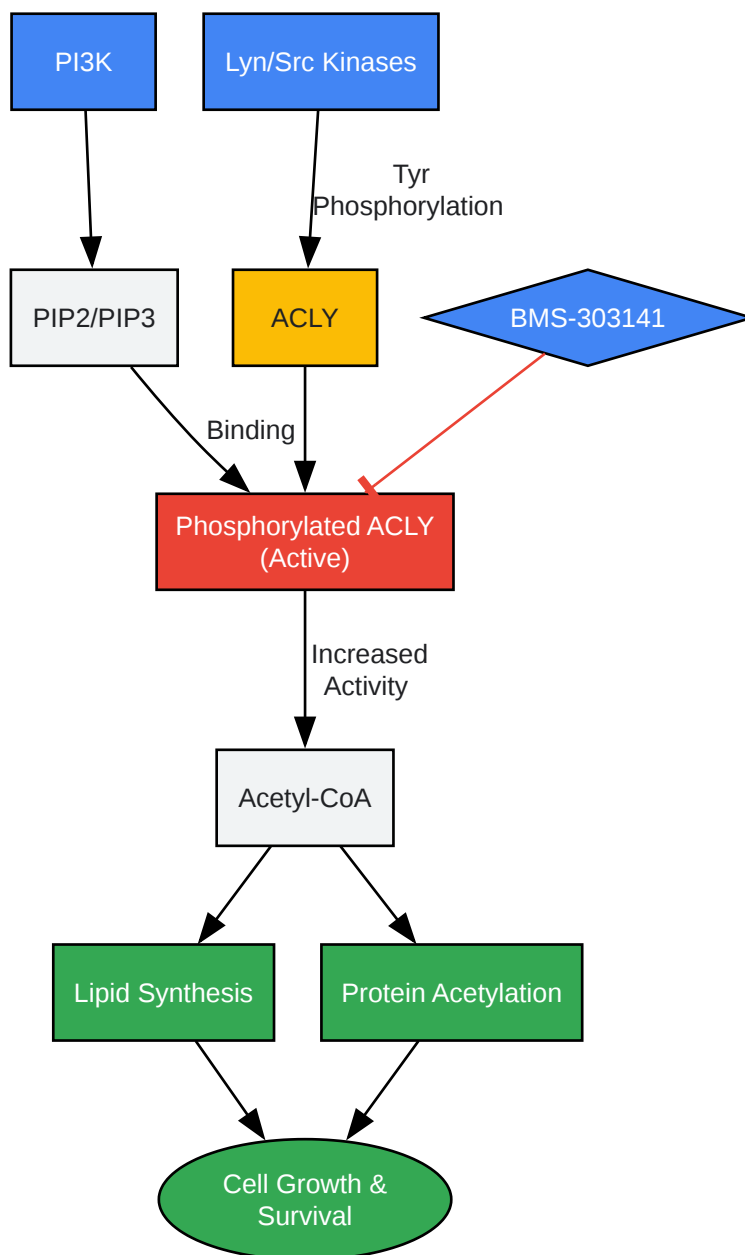 PI3K
Lyn/Src Kinases
Tyr
Phosphorylation
PIP2/PIP3
ACLY
BMS-303141
Binding
Phosphorylated ACLY
(Active)
Increased
Activity
Acetyl-CoA
Lipid Synthesis
Protein Acetylation
Cell Growth &
Survival